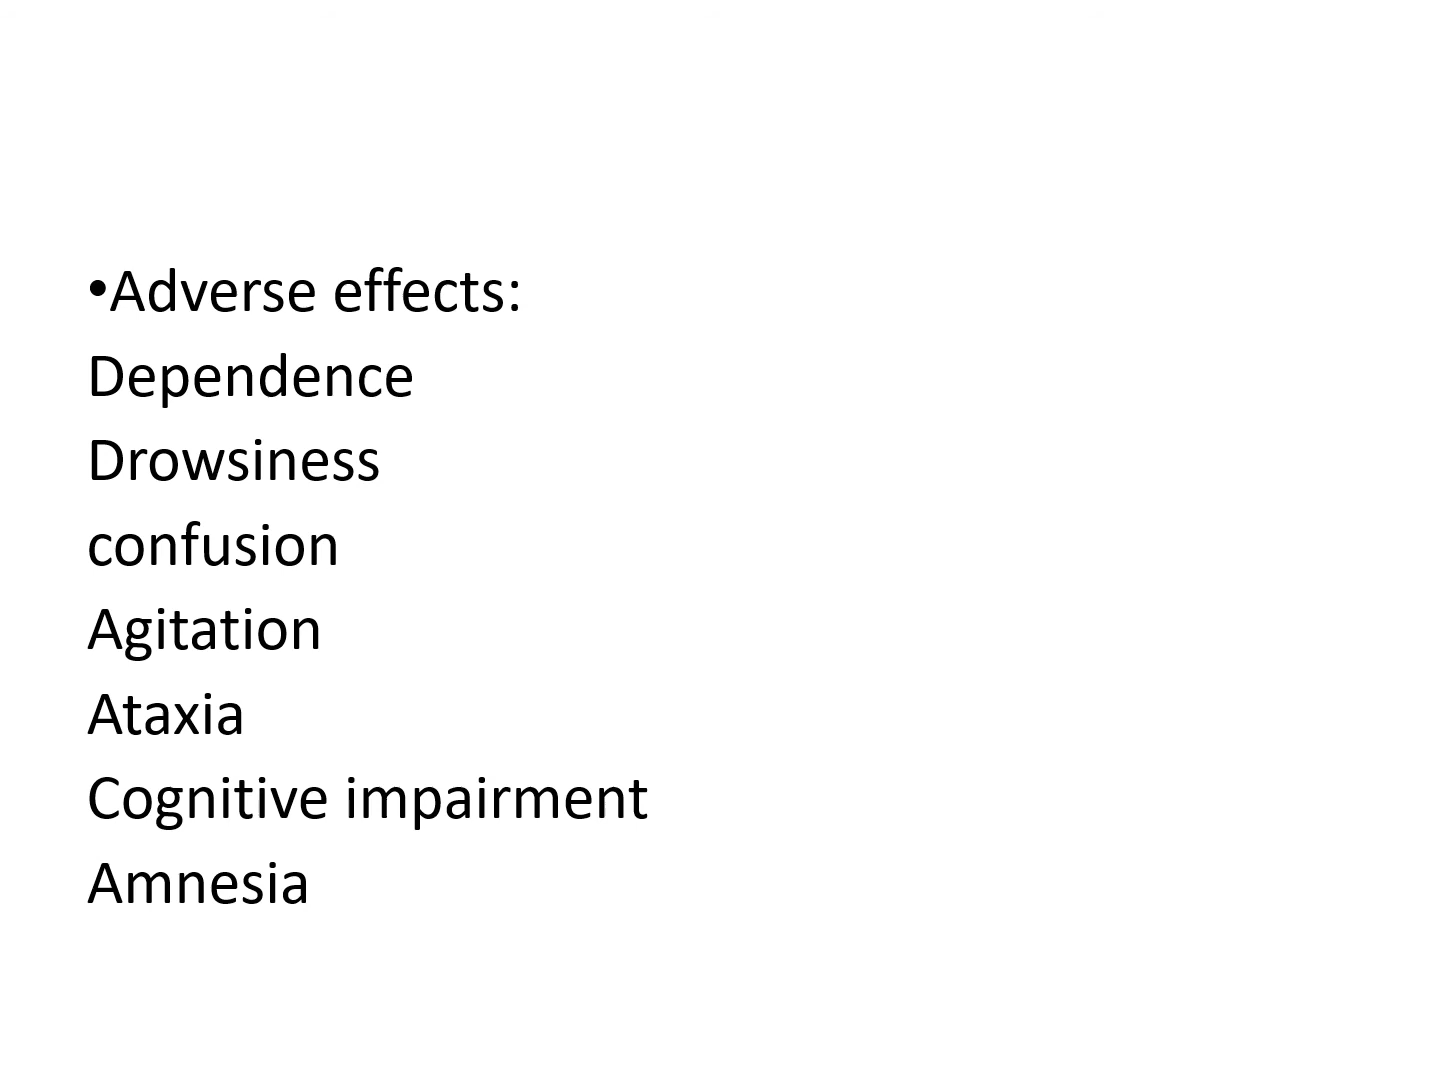 •Adverse effects:
Dependence
Drowsiness
confusion
Agitation
Ataxia
Cognitive impairment
Amnesia